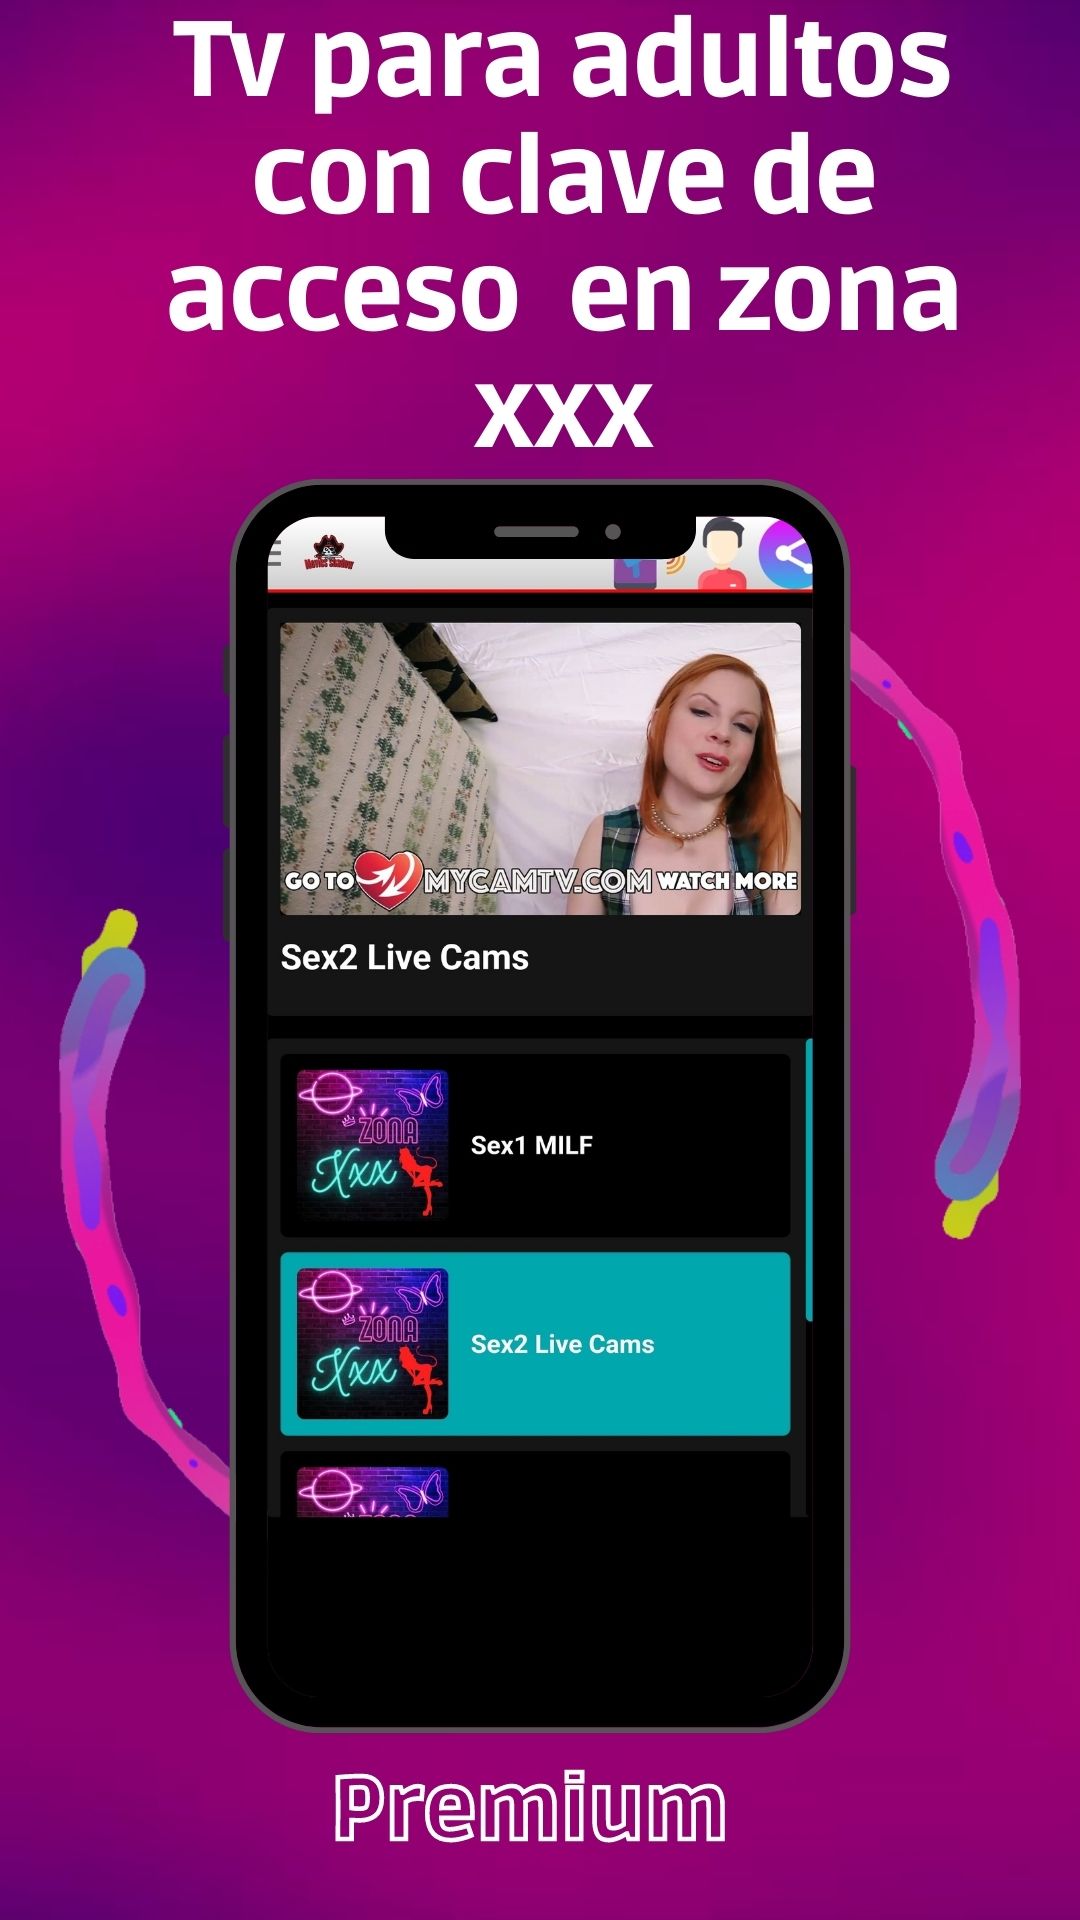 Tv para adultos
con clave de
acceso en zona
xxx
Movies Shadow
GO TO MYCAMTV.COM WATCH MORE
Sex2 Live Cams
ZONA
Xxx
Sex1 MILF
ZONA
Xxx
Sex2 Live Cams
Premium